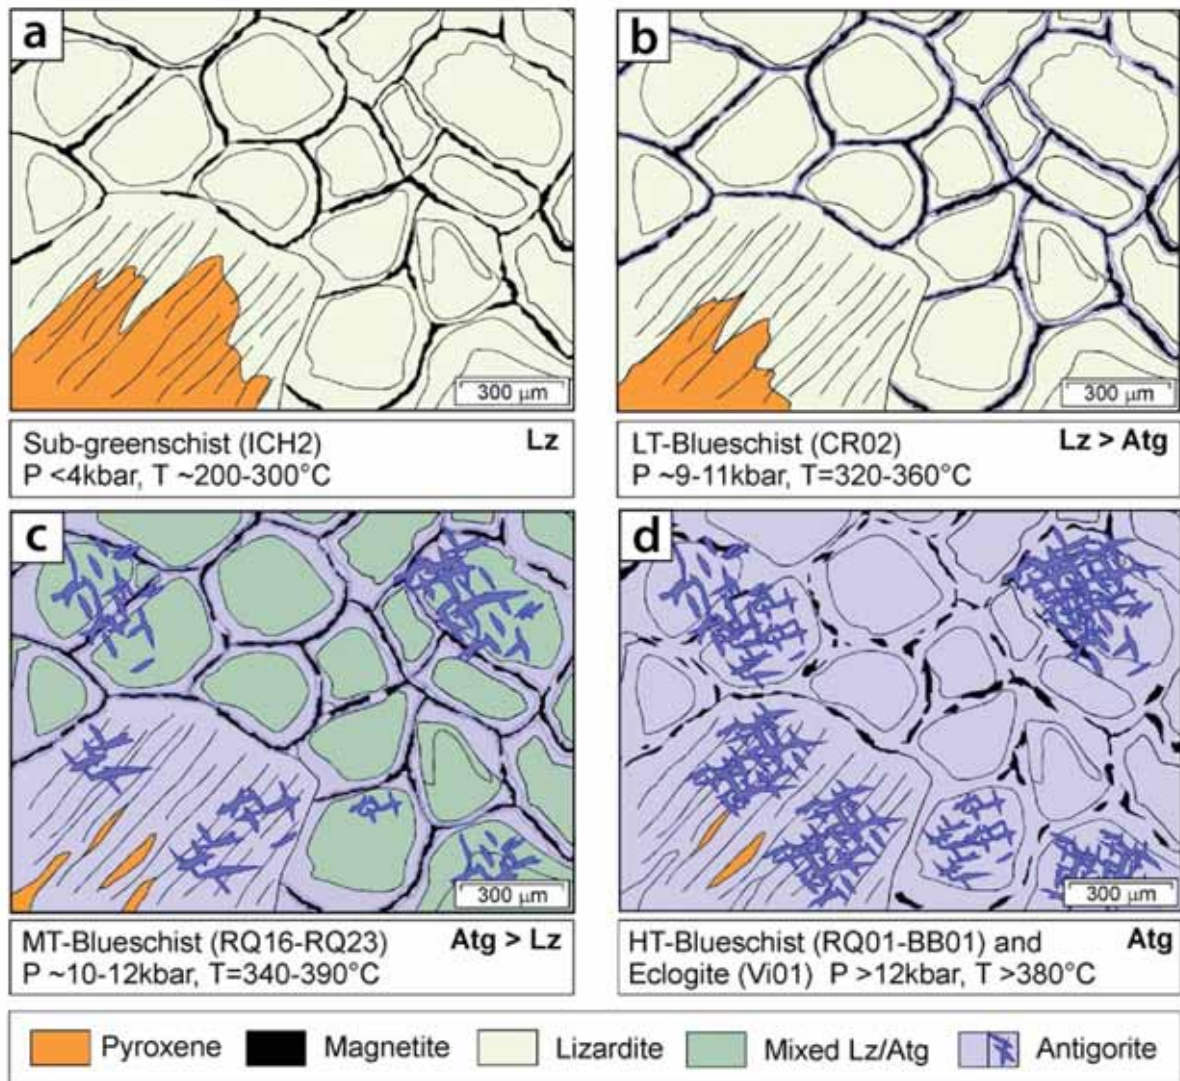 a
300 μm
Sub-greenschist (ICH2) Lz
P <4kbar, T ~200-300°C
b
300 μm
LT-Blueschist (CR02) Lz > Atg
P ~9-11kbar, T=320-360°C
c
300 μm
MT-Blueschist (RQ16-RQ23) Atg > Lz
P ~10-12kbar, T=340-390°C
d
300 μm
HT-Blueschist (RQ01-BB01) and Atg
Eclogite (Vi01) P >12kbar, T >380°C
Pyroxene Magnetite Lizardite Mixed Lz/Atg Antigorite